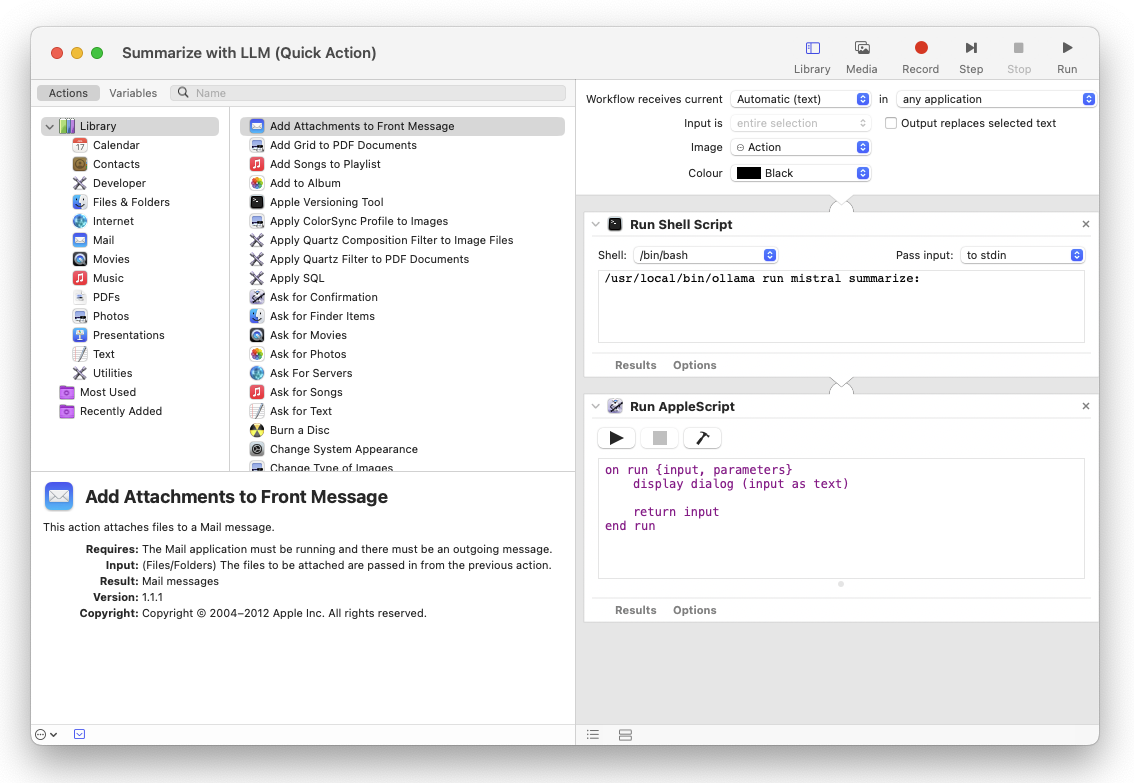 Summarize with LLM (Quick Action)
Library
Media
Record
Step
Stop
Run
Actions
Variables
Name
Library
Calendar
Contacts
Developer
Files & Folders
Internet
Mail
Movies
Music
PDFs
Photos
Presentations
Text
Utilities
Most Used
Recently Added
Add Attachments to Front Message
Add Grid to PDF Documents
Add Songs to Playlist
Add to Album
Apple Versioning Tool
Apply ColorSync Profile to Images
Apply Quartz Composition Filter to Image Files
Apply Quartz Filter to PDF Documents
Apply SQL
Ask for Confirmation
Ask for Finder Items
Ask for Movies
Ask for Photos
Ask For Servers
Ask for Songs
Ask for Text
Burn a Disc
Change System Appearance
Change Type of Images
Add Attachments to Front Message
This action attaches files to a Mail message.
Requires: The Mail application must be running and there must be an outgoing message.
Input: (Files/Folders) The files to be attached are passed in from the previous action.
Result: Mail messages
Version: 1.1.1
Copyright: Copyright © 2004–2012 Apple Inc. All rights reserved.
Workflow receives current Automatic (text) in any application
Input is entire selection Output replaces selected text
Image Action
Colour Black
Run Shell Script
Shell: /bin/bash Pass input: to stdin
/usr/local/bin/ollama run mistral summarize:
Results Options
Run AppleScript
on run {input, parameters}
display dialog (input as text)
return input
end run
Results Options